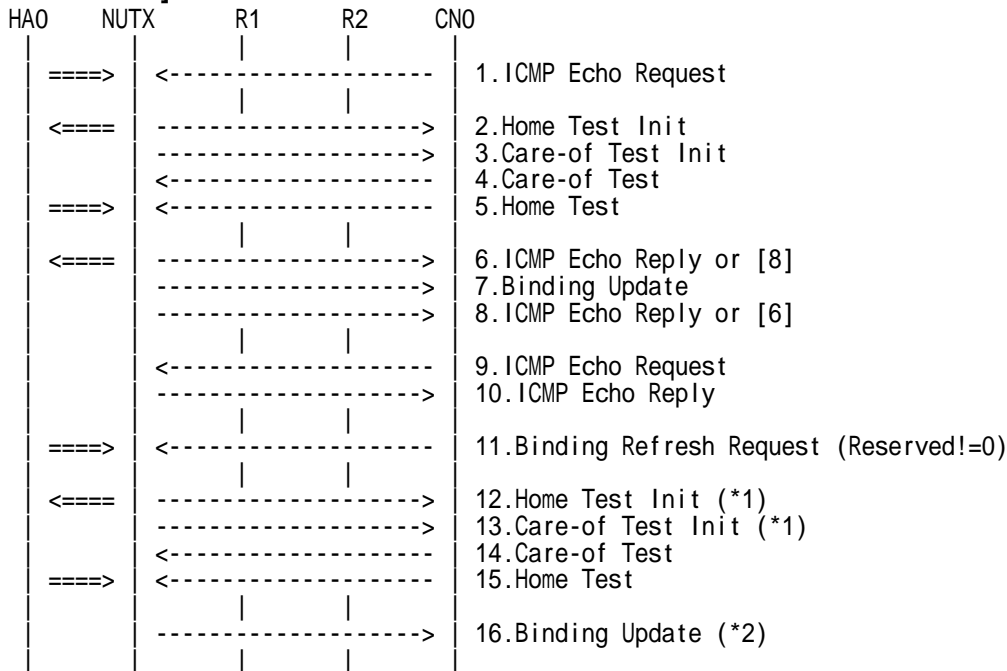 HA0 NUTX R1 R2 CN0
| | | | |
| ====> | <--------------------- | 1.ICMP Echo Request
| | | | |
| <==== | ---------------------> | 2.Home Test Init
| | ---------------------> | 3.Care-of Test Init
| | <--------------------- | 4.Care-of Test
| ====> | <--------------------- | 5.Home Test
| | | | |
| <==== | ---------------------> | 6.ICMP Echo Reply or [8]
| | ---------------------> | 7.Binding Update
| | ---------------------> | 8.ICMP Echo Reply or [6]
| | | | |
| | <--------------------- | 9.ICMP Echo Request
| | ---------------------> | 10.ICMP Echo Reply
| | | | |
| ====> | <--------------------- | 11.Binding Refresh Request (Reserved!=0)
| | | | |
| <==== | ---------------------> | 12.Home Test Init (*1)
| | ---------------------> | 13.Care-of Test Init (*1)
| | <--------------------- | 14.Care-of Test
| ====> | <--------------------- | 15.Home Test
| | | | |
| | ---------------------> | 16.Binding Update (*2)
| | | | |